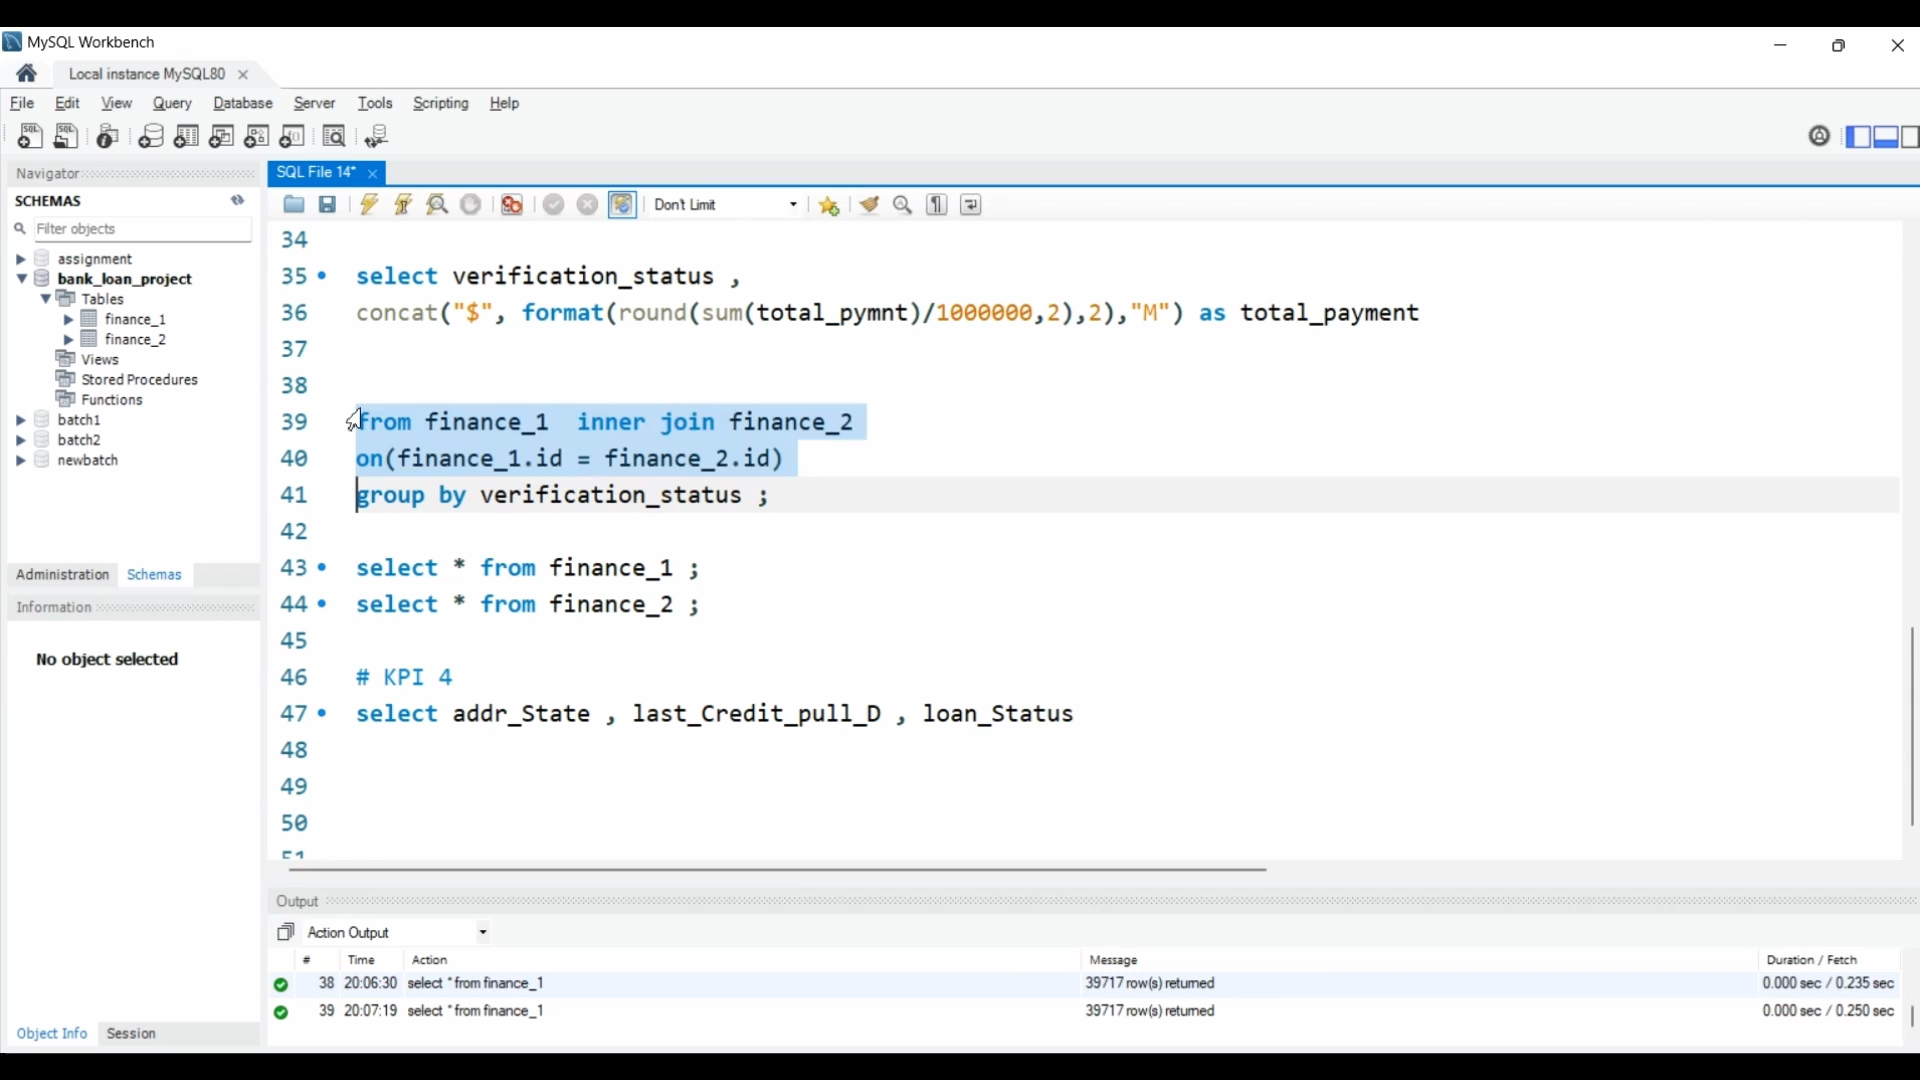 MySQL Workbench
Local instance MySQL80
File Edit View Query Database Server Tools Scripting Help
Navigator
SCHEMAS
Filter objects
assignment
bank_loan_project
Tables
finance_1
finance_2
Views
Stored Procedures
Functions
batch1
batch2
newbatch
Administration Schemas
Information
No object selected
Object Info Session
SQL File 14*
Don't Limit
34
35 select verification_status ,
36 concat("$", format(round(sum(total_pymnt)/1000000,2),2),"M") as total_payment
37
38
39 from finance_1 inner join finance_2
40 on(finance_1.id = finance_2.id)
41 group by verification_status ;
42
43 select * from finance_1 ;
44 select * from finance_2 ;
45
46 # KPI 4
47 select addr_State , last_Credit_pull_D , loan_Status
48
49
50
51
Output
Action Output
# Time Action Message Duration / Fetch
38 20:06:30 select * from finance_1 39717 row(s) returned 0.000 sec / 0.235 sec
39 20:07:19 select * from finance_1 39717 row(s) returned 0.000 sec / 0.250 sec